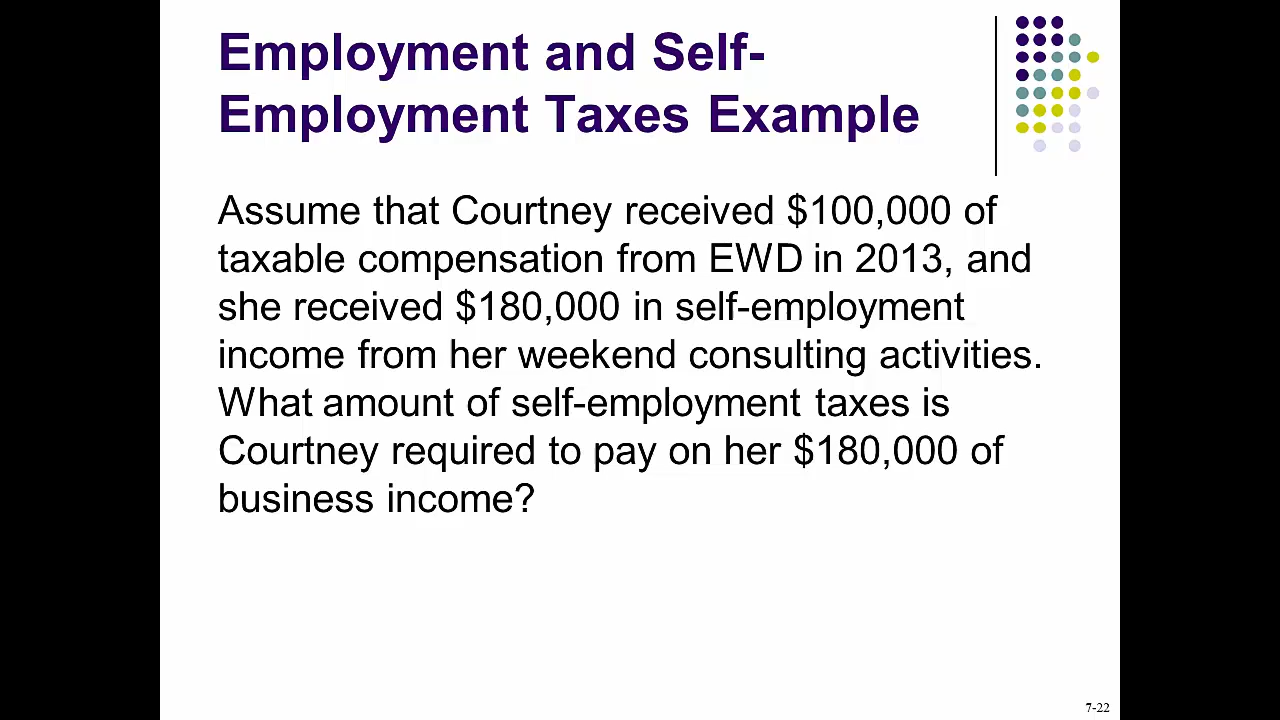 Employment and Self-
Employment Taxes Example
Assume that Courtney received $100,000 of
taxable compensation from EWD in 2013, and
she received $180,000 in self-employment
income from her weekend consulting activities.
What amount of self-employment taxes is
Courtney required to pay on her $180,000 of
business income?
7-22